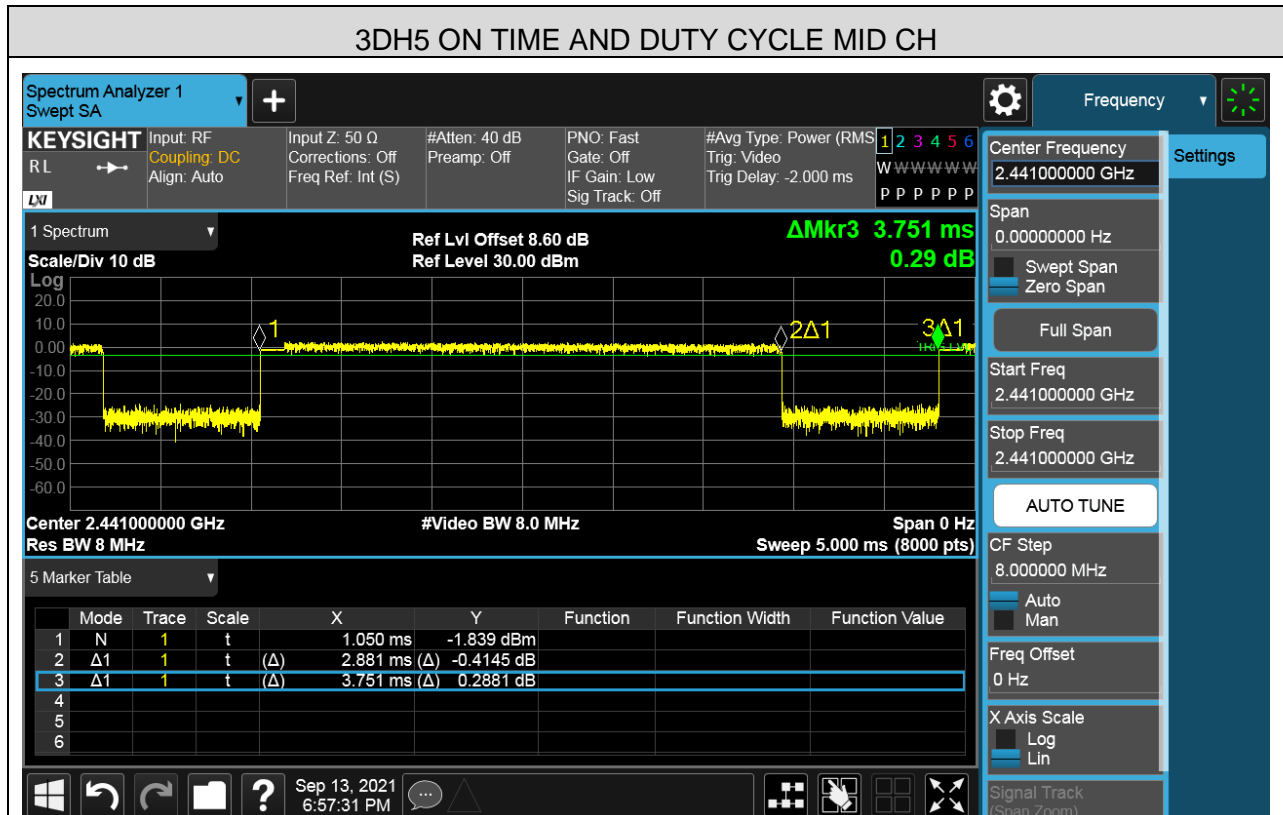 3DH5 ON TIME AND DUTY CYCLE MID CH
Spectrum Analyzer 1
Swept SA
Frequency
KEYSIGHT
RL
LXI
Input: RF
Coupling: DC
Align: Auto
Input Z: 50 Ω
Corrections: Off
Freq Ref: Int (S)
#Atten: 40 dB
Preamp: Off
PNO: Fast
Gate: Off
IF Gain: Low
Sig Track: Off
#Avg Type: Power (RMS
Trig: Video
Trig Delay: -2.000 ms
1 2 3 4 5 6
W W W W W W
P P P P P P
1 Spectrum
Scale/Div 10 dB
Ref Lvl Offset 8.60 dB
Ref Level 30.00 dBm
ΔMkr3 3.751 ms
0.29 dB
Log
20.0
10.0
0.00
-10.0
-20.0
-30.0
-40.0
-50.0
-60.0
1
2Δ1
3Δ1
Center 2.441000000 GHz
#Video BW 8.0 MHz
Span 0 Hz
Res BW 8 MHz
Sweep 5.000 ms (8000 pts)
5 Marker Table
Mode Trace Scale X Y Function Function Width Function Value
1 N 1 t 1.050 ms -1.839 dBm
2 Δ1 1 t (Δ) 2.881 ms (Δ) -0.4145 dB
3 Δ1 1 t (Δ) 3.751 ms (Δ) 0.2881 dB
4
5
6
?
Sep 13, 2021
6:57:31 PM
Center Frequency
2.441000000 GHz
Settings
Span
0.00000000 Hz
Swept Span
Zero Span
Full Span
Start Freq
2.441000000 GHz
Stop Freq
2.441000000 GHz
AUTO TUNE
CF Step
8.000000 MHz
Auto
Man
Freq Offset
0 Hz
X Axis Scale
Log
Lin
Signal Track
(Span Zoom)